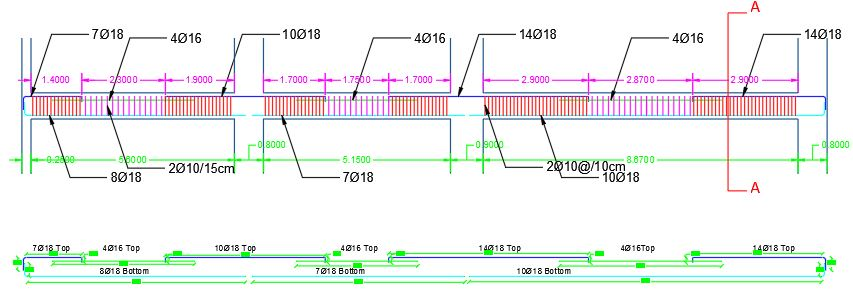 A
7Ø18
4Ø16
10Ø18
4Ø16
14Ø18
4Ø16
14Ø18
1.4000
2.3000
1.9000
1.7000
1.7500
1.7000
2.9000
2.8700
2.9000
0.2500
5.6000
0.8000
5.1500
0.9000
8.6700
0.8000
2Ø10/15cm
2Ø10@/10cm
8Ø18
7Ø18
10Ø18
A
7Ø18 Top
4Ø16 Top
10Ø18 Top
4Ø16 Top
14Ø18 Top
4Ø16Top
14Ø18 Top
8Ø18 Bottom
7Ø18 Bottom
10Ø18 Bottom